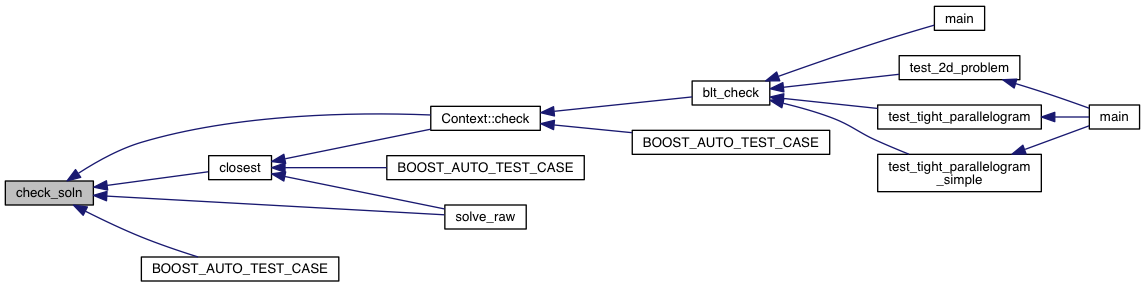 main
test_2d_problem
blt_check
Context::check
test_tight_parallelogram
main
BOOST_AUTO_TEST_CASE
closest
BOOST_AUTO_TEST_CASE
test_tight_parallelogram
_simple
check_soln
solve_raw
BOOST_AUTO_TEST_CASE